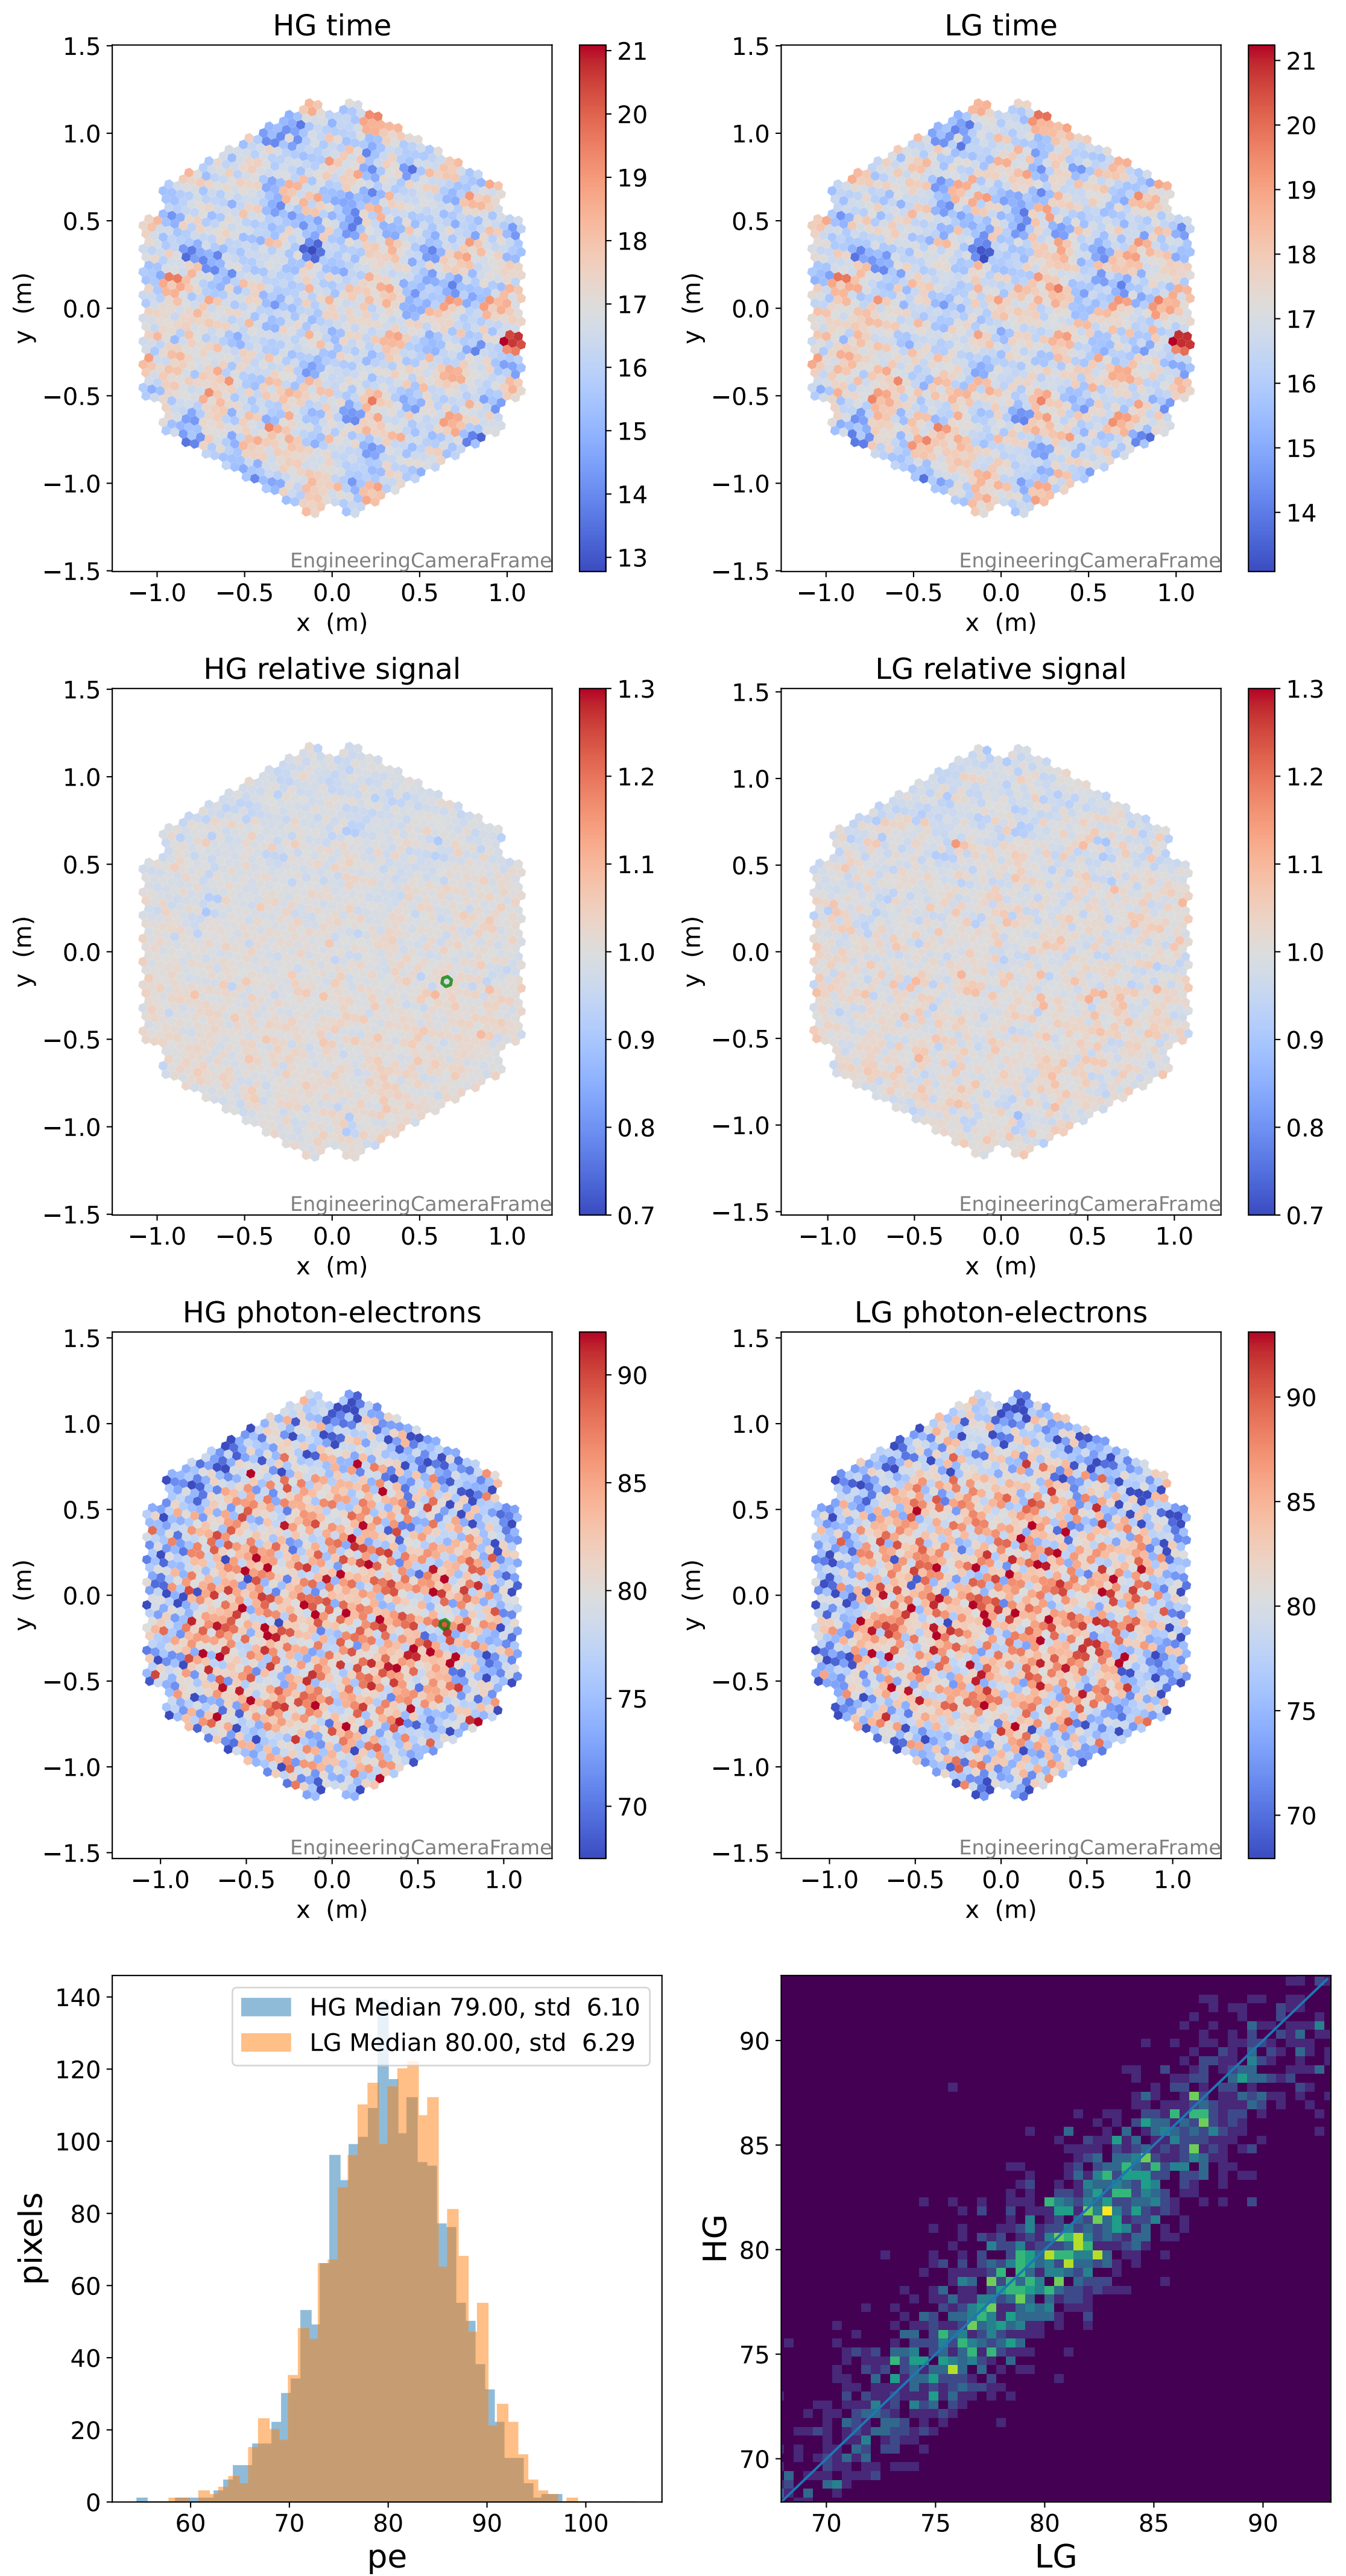 HG time
LG time
1.5
1.0
0.5
0.0
−0.5
−1.0
−1.5
y (m)
−1.0 −0.5 0.0 0.5 1.0
x (m)
EngineeringCameraFrame
21
20
19
18
17
16
15
14
13
1.5
1.0
0.5
0.0
−0.5
−1.0
−1.5
y (m)
−1.0 −0.5 0.0 0.5 1.0
x (m)
EngineeringCameraFrame
21
20
19
18
17
16
15
14
HG relative signal
LG relative signal
1.5
1.0
0.5
0.0
−0.5
−1.0
−1.5
y (m)
−1.0 −0.5 0.0 0.5 1.0
x (m)
EngineeringCameraFrame
1.3
1.2
1.1
1.0
0.9
0.8
0.7
1.5
1.0
0.5
0.0
−0.5
−1.0
−1.5
y (m)
−1.0 −0.5 0.0 0.5 1.0
x (m)
EngineeringCameraFrame
1.3
1.2
1.1
1.0
0.9
0.8
0.7
HG photon-electrons
LG photon-electrons
1.5
1.0
0.5
0.0
−0.5
−1.0
−1.5
y (m)
−1.0 −0.5 0.0 0.5 1.0
x (m)
EngineeringCameraFrame
90
85
80
75
70
1.5
1.0
0.5
0.0
−0.5
−1.0
−1.5
y (m)
−1.0 −0.5 0.0 0.5 1.0
x (m)
EngineeringCameraFrame
90
85
80
75
70
HG Median 79.00, std 6.10
LG Median 80.00, std 6.29
140
120
100
80
60
40
20
0
pixels
60 70 80 90 100
pe
90
85
80
75
70
HG
70 75 80 85 90
LG